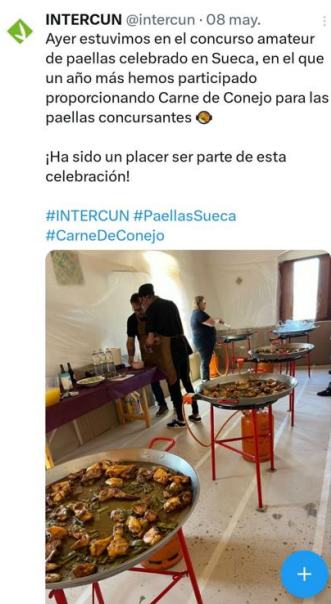 INTERCUN @intercun · 08 may.
Ayer estuvimos en el concurso amateur
de paellas celebrado en Sueca, en el que
un año más hemos participado
proporcionando Carne de Conejo para las
paellas concursantes 🥘
¡Ha sido un placer ser parte de esta
celebración!
#INTERCUN #PaellasSueca
#CarneDeConejo